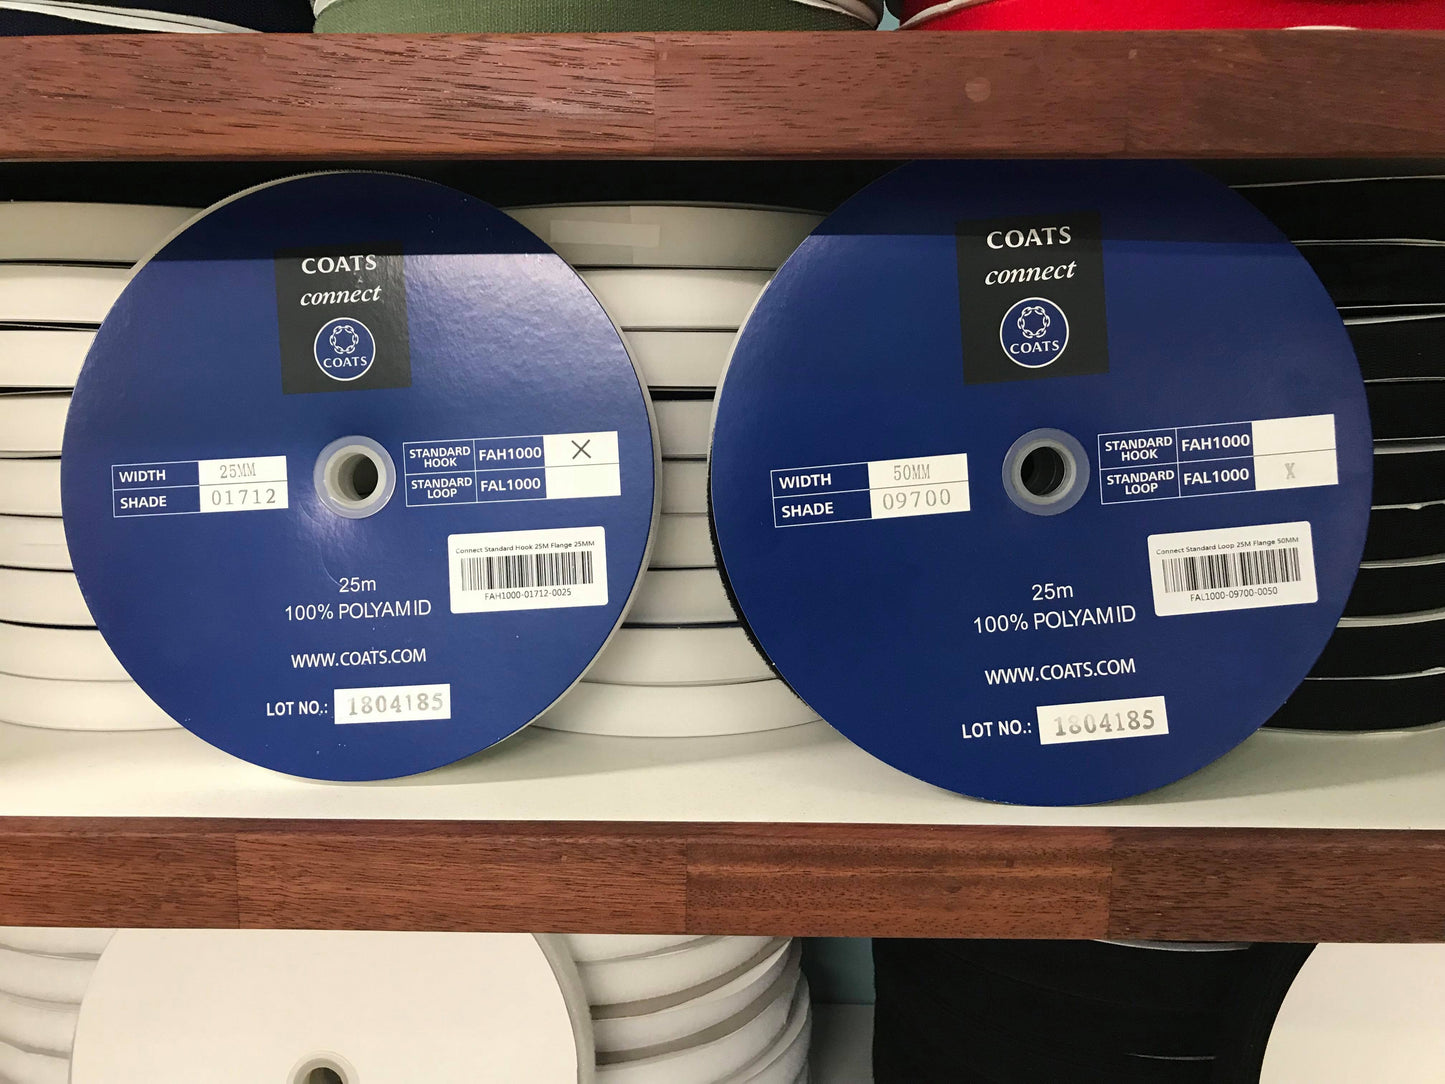 COATS
connect
COATS
WIDTH 25MM
SHADE 01712
STANDARD HOOK FAH1000 X
STANDARD LOOP FAL1000
Connect Standard Hook 25M Flange 25MM
FAH1000-01712-0025
25m
100% POLYAMID
WWW.COATS.COM
LOT NO.: 1804185
COATS
connect
COATS
WIDTH 50MM
SHADE 09700
STANDARD HOOK FAH1000
STANDARD LOOP FAL1000 X
Connect Standard Loop 25M Flange 50MM
FAL1000-09700-0050
25m
100% POLYAMID
WWW.COATS.COM
LOT NO.: 1804185